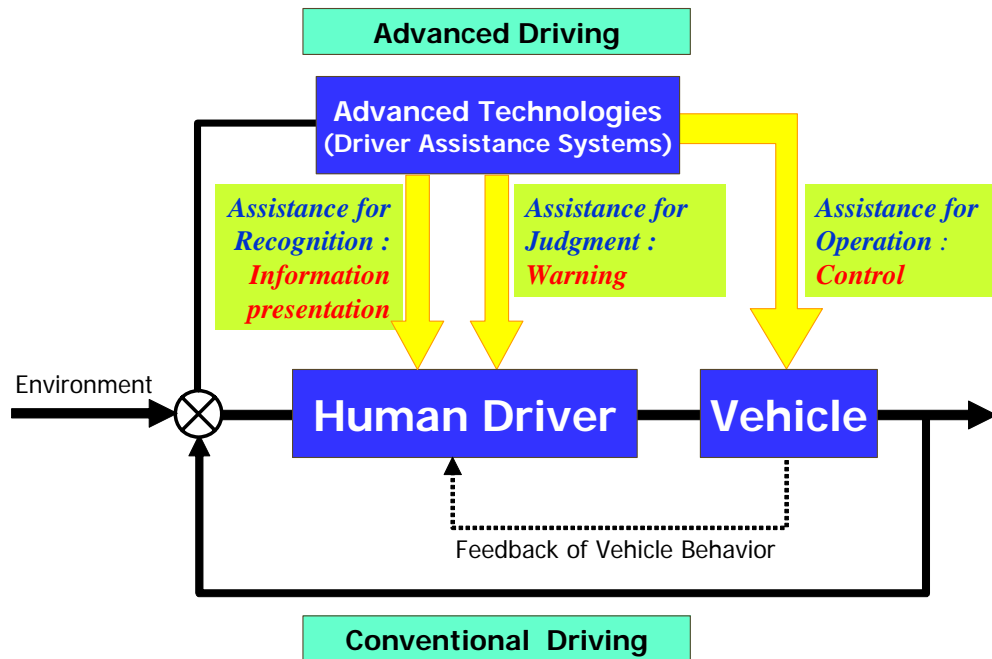 Advanced Driving
Advanced Technologies
(Driver Assistance Systems)
Assistance for
Recognition :
Information
presentation
Assistance for
Judgment :
Warning
Assistance for
Operation :
Control
Environment
Human Driver
Vehicle
Feedback of Vehicle Behavior
Conventional Driving